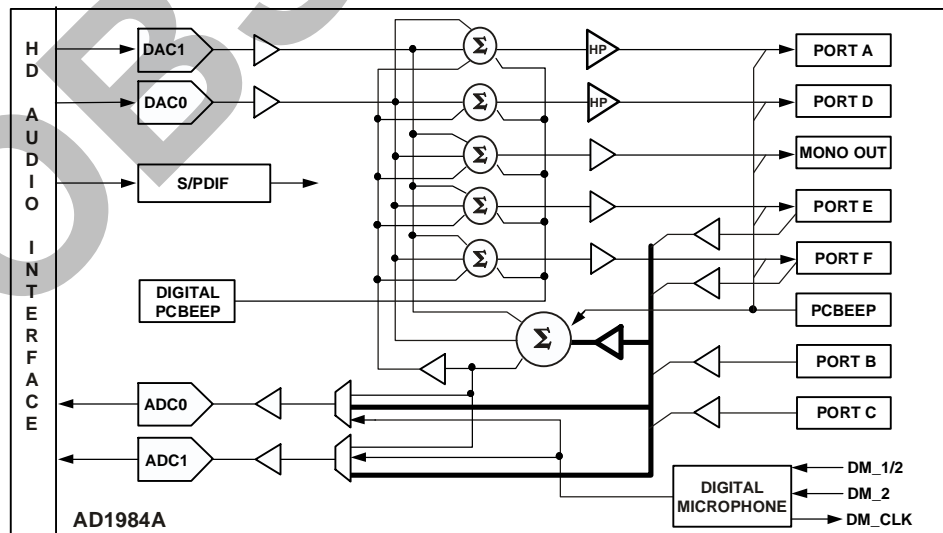 HD AUDIO INTERFACE
DAC1
DAC0
S/PDIF
DIGITAL
PCBEEP
ADC0
ADC1
Σ
Σ
Σ
Σ
Σ
Σ
HP
HP
PORT A
PORT D
MONO OUT
PORT E
PORT F
PCBEEP
PORT B
PORT C
DIGITAL
MICROPHONE
DM_1/2
DM_2
DM_CLK
AD1984A
OBS